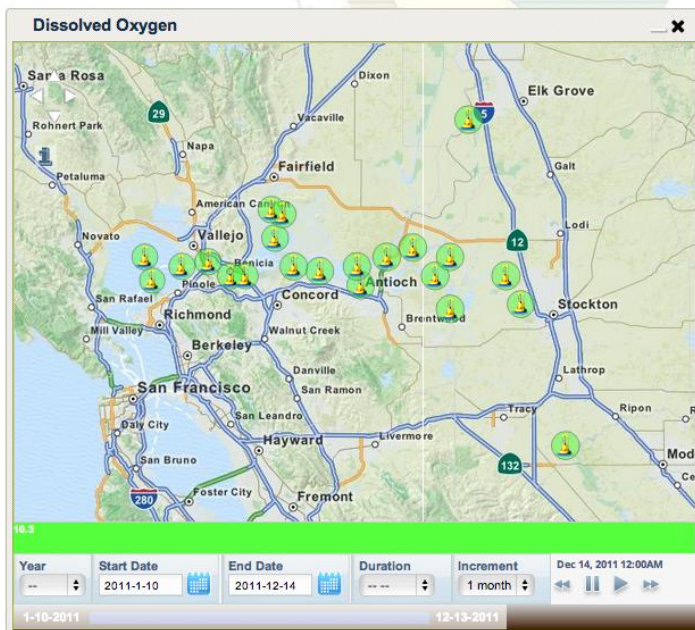 Dissolved Oxygen
Santa Rosa
Dixon
Elk Grove
29
5
Rohnert Park
Vacaville
Napa
Petaluma
Fairfield
Galt
American Canyon
Novato
Vallejo
12
Lodi
Benicia
San Rafael
Pinole
Concord
Antioch
Mill Valley
Richmond
Brentwood
Stockton
Walnut Creek
Berkeley
Danville
Lathrop
San Francisco
San Ramon
Daly City
San Leandro
Tracy
Ripon
Hayward
Livermore
San Bruno
132
Mod
280
Foster City
Fremont
Ce
10.3
Year Start Date End Date Duration Increment Dec 14, 2011 12:00AM
-- 2011-1-10 2011-12-14 -- -- 1 month
1-10-2011 12-13-2011